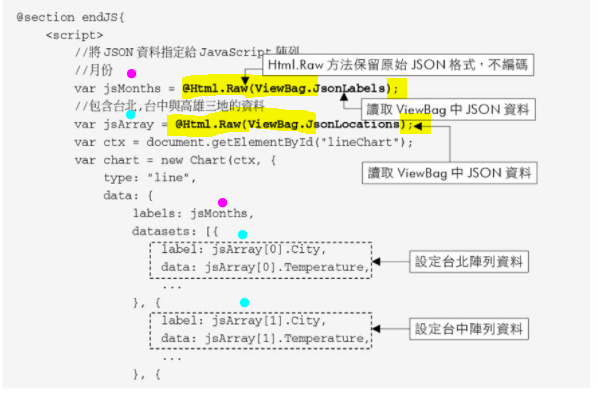 @section endJS{
<script>
//將 JSON 資料指定給 JavaScript 陣列
Html.Raw 方法保留原始 JSON 格式，不編碼
//月份
var jsMonths = @Html.Raw(ViewBag.JsonLabels);
//包含台北,台中與高雄三地的資料
讀取 ViewBag 中 JSON 資料
var jsArray = @Html.Raw(ViewBag.JsonLocations);
var ctx = document.getElementById("lineChart");
var chart = new Chart(ctx, {
讀取 ViewBag 中 JSON 資料
type: "line",
data: {
labels: jsMonths,
datasets: [{
label: jsArray[0].City,
data: jsArray[0].Temperature,
設定台北陣列資料
...
}, {
label: jsArray[1].City,
data: jsArray[1].Temperature,
設定台中陣列資料
...
}, {